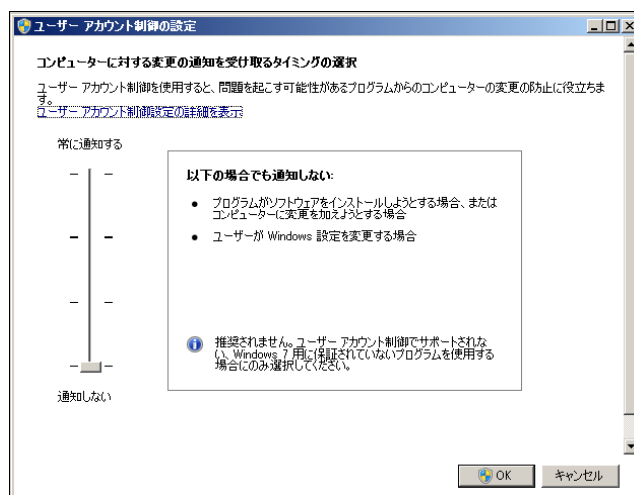 ユーザー アカウント制御の設定
コンピューターに対する変更の通知を受け取るタイミングの選択
ユーザー アカウント制御を使用すると、問題を起こす可能性があるプログラムからのコンピューターの変更の防止に役立ちま
す。
ユーザー アカウント制御設定の詳細を表示
常に通知する
以下の場合でも通知しない:
● プログラムがソフトウェアをインストールしようとする場合、または
コンピューターに変更を加えようとする場合
● ユーザーが Windows 設定を変更する場合
推奨されません。ユーザー アカウント制御でサポートされな
い、Windows 7 用に保証されていないプログラムを使用する
場合にのみ選択してください。
通知しない
OK
キャンセル